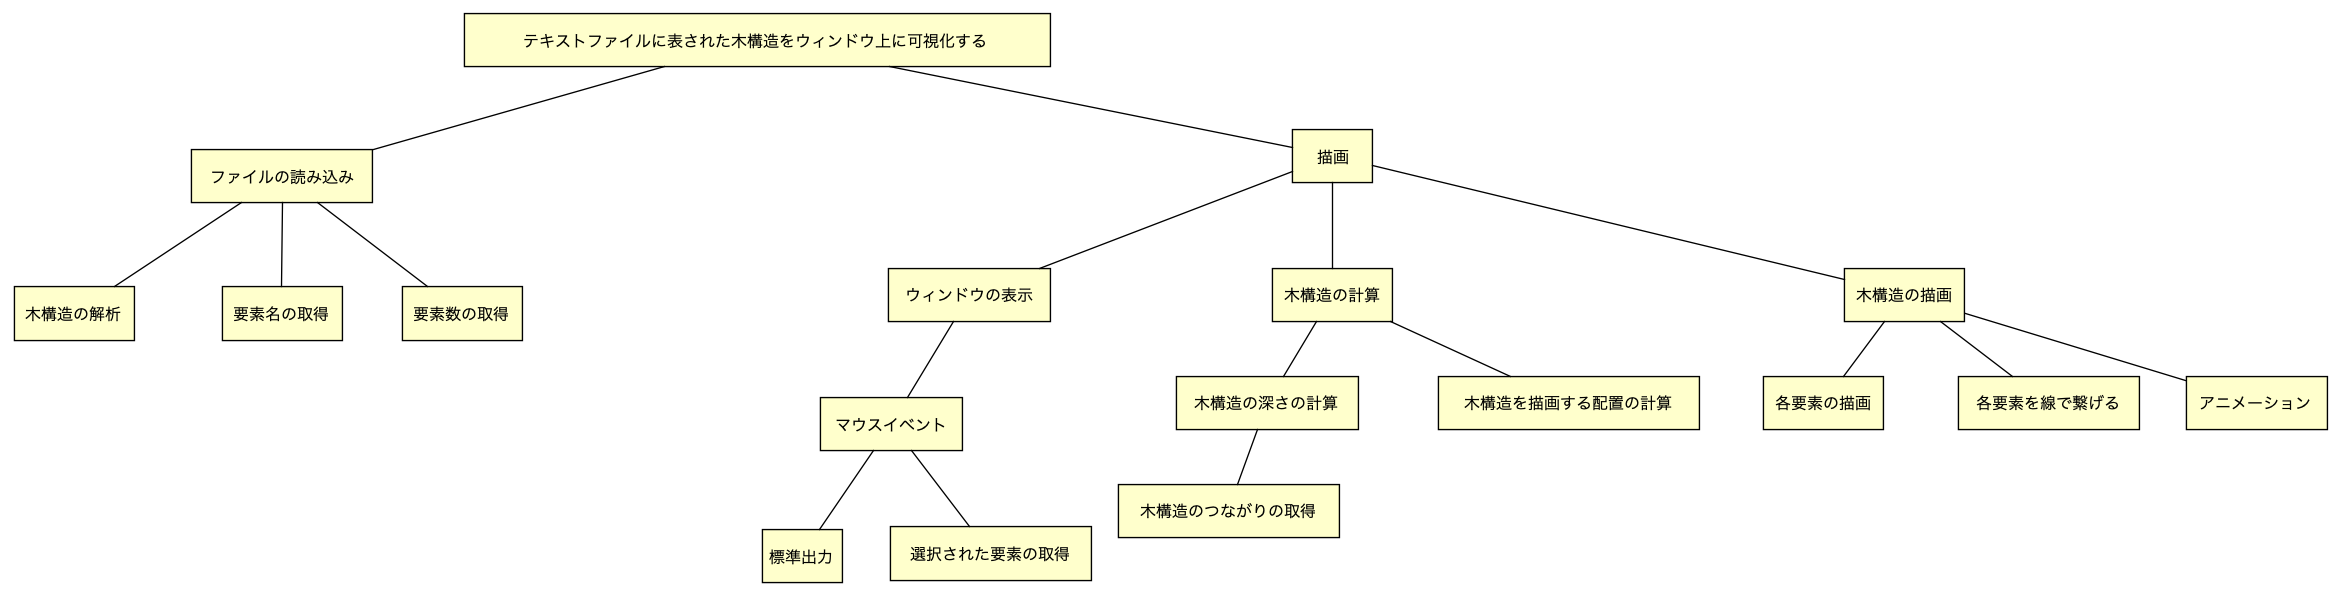 テキストファイルに表された木構造をウィンドウ上に可視化する
描画
ファイルの読み込み
ウィンドウの表示
木構造の計算
木構造の描画
木構造の解析
要素名の取得
要素数の取得
木構造の深さの計算
木構造を描画する配置の計算
各要素の描画
各要素を線で繋げる
アニメーション
マウスイベント
木構造のつながりの取得
標準出力
選択された要素の取得